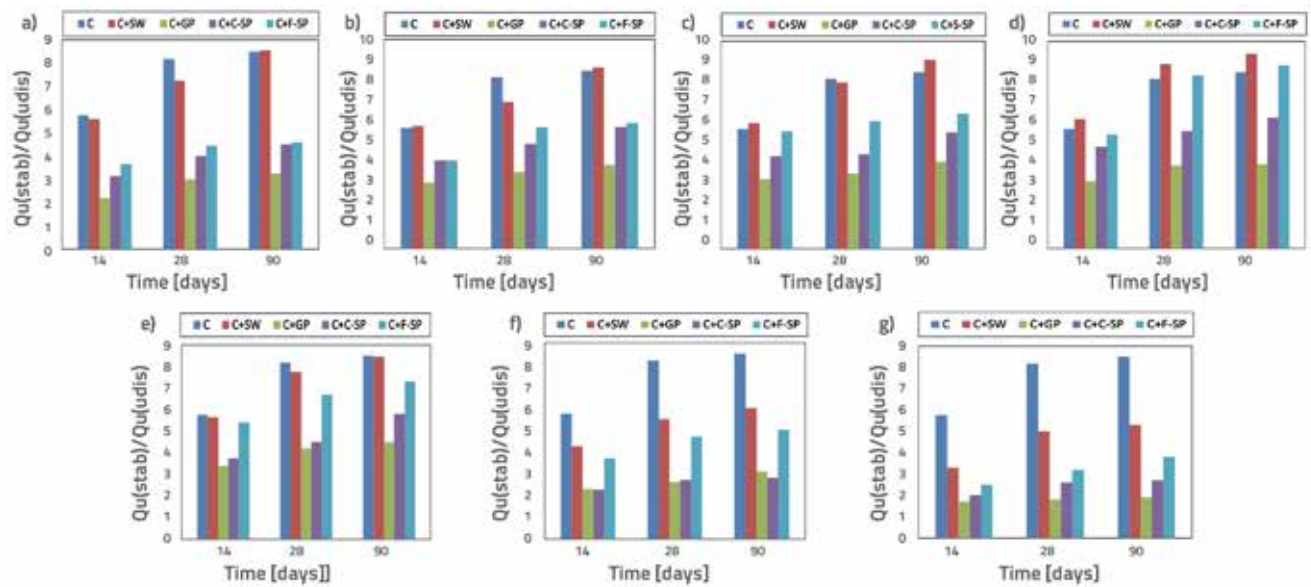 a) C C+SW C+GP C+C-SP C+F-SP
Qu(stab)/Qu(udis)
9
8
7
6
5
4
3
2
1
0
14 28 90
Time [days]
b) C C+SW C+GP C+C-SP C+F-SP
Qu(stab)/Qu(udis
10
9
8
7
6
5
4
3
2
1
0
14 28 90
Time [days]
c) C C+SW C+GP C+C-SP C+S-SP
Qu(stab)/Qu(udis
10
9
8
7
6
5
4
3
2
1
0
14 28 90
Time [days]
d) C C+SW C+GP C+C-SP C+F-SP
Qu(stab)/Qu(udis
10
9
8
7
6
5
4
3
2
1
0
14 28 90
Time [days]
e) C C+SW C+GP C+C-SP C+F-SP
Qu(stab)/Qu(udis
9
8
7
6
5
4
3
2
1
0
14 28 90
Time [days]]
f) C C+SW C+GP C+C-SP C+F-SP
Qu(stab)/Qu(udis
9
8
7
6
5
4
3
2
1
0
14 28 90
Time [days]
g) C C+SW C+GP C+C-SP C+F-SP
Qu(stab)/Qu(udis
9
8
7
6
5
4
3
2
1
0
14 28 90
Time [days]